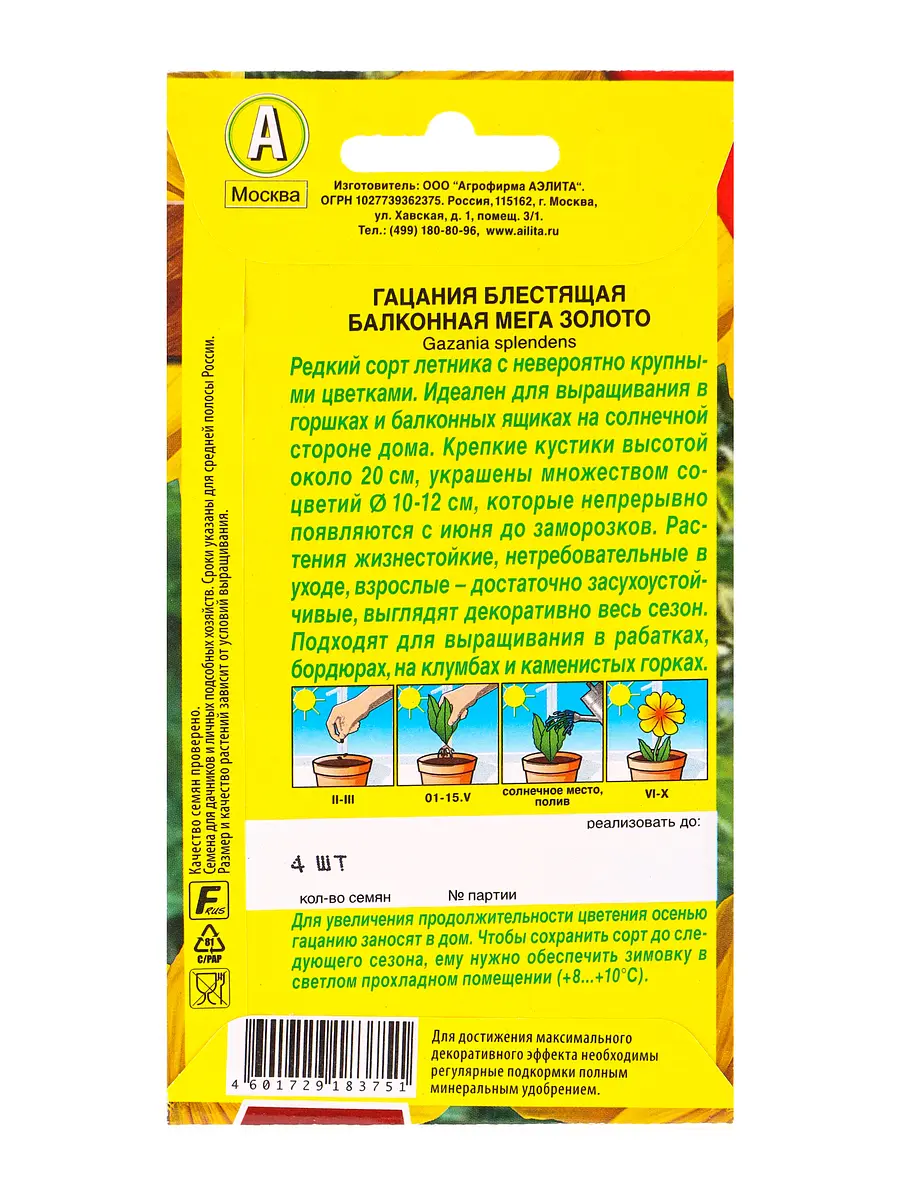 А
Москва
Изготовитель: ООО "Агрофирма АЭЛИТА".
ОГРН 1027739362375. Россия,115162, г. Москва,
ул. Хавская, д. 1, помещ. 3/1.
Тел.: (499) 180-80-96, www.ailita.ru
ГАЦАНИЯ БЛЕСТЯЩАЯ
БАЛКОННАЯ МЕГА ЗОЛОТО
Gazania splendens
Редкий сорт летника с невероятно крупны-
ми цветками. Идеален для выращивания в
горшках и балконных ящиках на солнечной
стороне дома. Крепкие кустики высотой
около 20 см, украшены множеством со-
цветий Ø 10-12 см, которые непрерывно
появляются с июня до заморозков. Рас-
тения жизнестойкие, нетребовательные в
уходе, взрослые – достаточно засухоустой-
чивые, выглядят декоративно весь сезон.
Подходят для выращивания в рабатках,
бордюрах, на клумбах и каменистых горках.
II-III
01-15.V
солнечное место,
полив
VI-X
реализовать до:
4 ШТ
кол-во семян
№ партии
Для увеличения продолжительности цветения осенью
гацанию заносят в дом. Чтобы сохранить сорт до сле-
дующего сезона, ему нужно обеспечить зимовку в
светлом прохладном помещении (+8...+10°С).
Для достижения максимального
декоративного эффекта необходимы
регулярные подкормки полным
минеральным удобрением.
4 601729 183751
Качество семян проверено.
Семена для дачников и личных подсобных хозяйств. Сроки указаны для средней полосы России.
Размер и качество растений зависит от условий выращивания.
F RUS
81
C/PAP